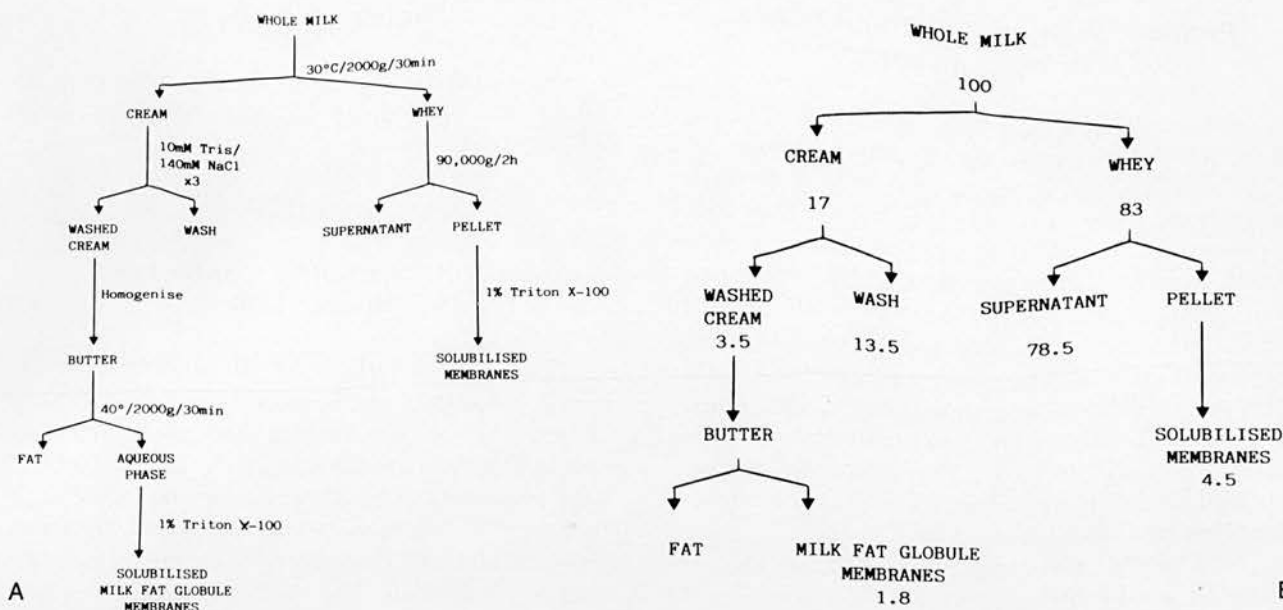 WHOLE MILK
30°C/2000g/30min
CREAM
WHEY
10mM Tris/
140mM NaCl
x3
90,000g/2h
WASHED
CREAM
WASH
SUPERNATANT
PELLET
Homogenise
1% Triton X-100
BUTTER
SOLUBILISED
MEMBRANES
40°/2000g/30min
FAT
AQUEOUS
PHASE
1% Triton X-100
SOLUBILISED
MILK FAT GLOBULE
MEMBRANES
A
WHOLE MILK
100
CREAM
WHEY
17
83
WASHED
CREAM
3.5
WASH
13.5
SUPERNATANT
78.5
PELLET
BUTTER
SOLUBILISED
MEMBRANES
4.5
FAT
MILK FAT GLOBULE
MEMBRANES
1.8